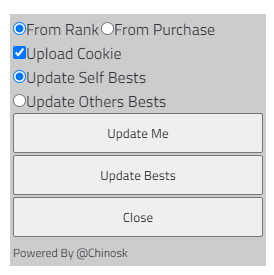 From Rank From Purchase
Upload Cookie
Update Self Bests
Update Others Bests
Update Me
Update Bests
Close
Powered By @Chinosk